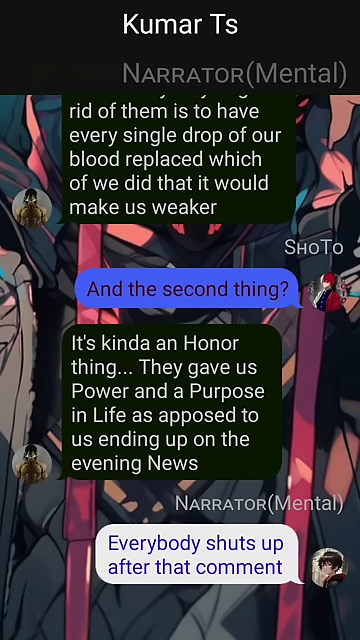 Kumar Ts
Narrator(Mental)
rid of them is to have
every single drop of our
blood replaced which
of we did that it would
make us weaker
ShoTo
And the second thing?
It's kinda an Honor
thing... They gave us
Power and a Purpose
in Life as apposed to
us ending up on the
evening News
Narrator(Mental)
Everybody shuts up
after that comment